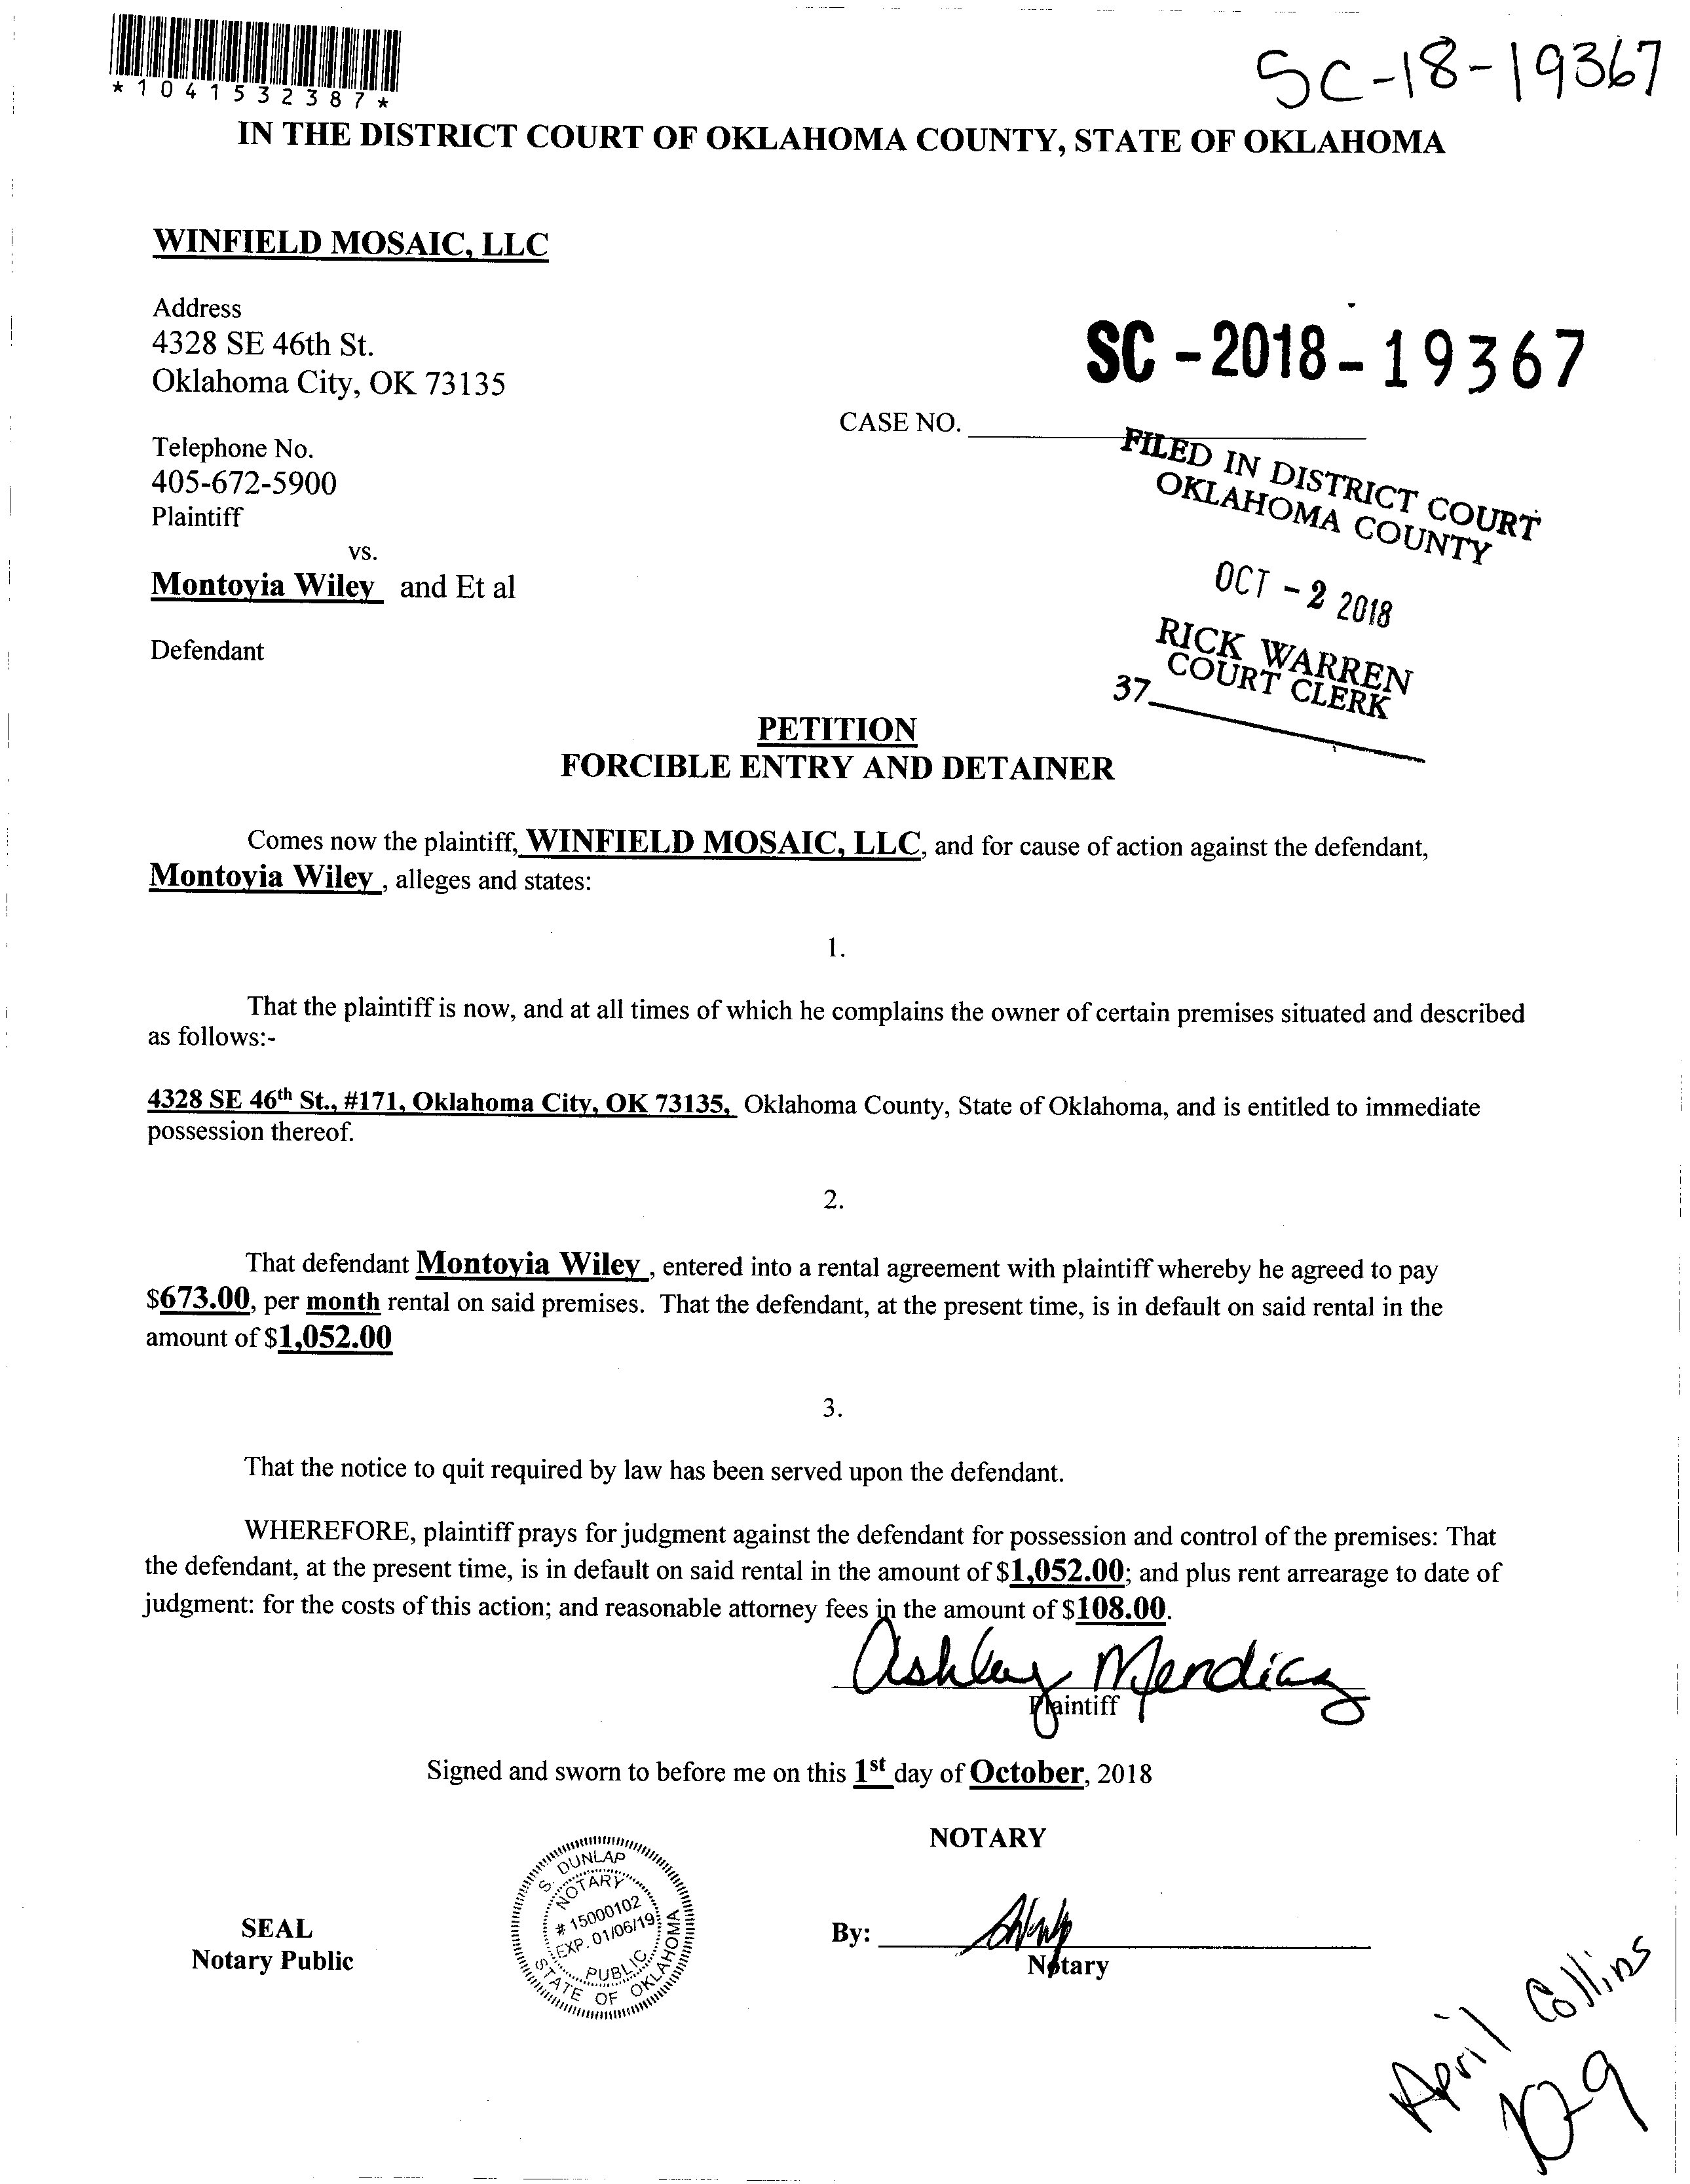 *1041532387*
SC-18-19367
IN THE DISTRICT COURT OF OKLAHOMA COUNTY, STATE OF OKLAHOMA
WINFIELD MOSAIC, LLC
Address
4328 SE 46th St.
Oklahoma City, OK 73135
SC-2018-19367
CASE NO.
Telephone No.
405-672-5900
Plaintiff
FILED IN DISTRICT COURT
OKLAHOMA COUNTY
OCT - 2 2018
RICK WARREN
COURT CLERK
37
vs.
Montoyia Wiley and Et al
Defendant
PETITION
FORCIBLE ENTRY AND DETAINER
Comes now the plaintiff, WINFIELD MOSAIC, LLC, and for cause of action against the defendant,
Montoyia Wiley , alleges and states:
1.
That the plaintiff is now, and at all times of which he complains the owner of certain premises situated and described
as follows:-
4328 SE 46th St., #171, Oklahoma City, OK 73135, Oklahoma County, State of Oklahoma, and is entitled to immediate
possession thereof.
2.
That defendant Montoyia Wiley , entered into a rental agreement with plaintiff whereby he agreed to pay
$673.00, per month rental on said premises. That the defendant, at the present time, is in default on said rental in the
amount of $1,052.00
3.
That the notice to quit required by law has been served upon the defendant.
WHEREFORE, plaintiff prays for judgment against the defendant for possession and control of the premises: That
the defendant, at the present time, is in default on said rental in the amount of $1,052.00; and plus rent arrearage to date of
judgment: for the costs of this action; and reasonable attorney fees in the amount of $108.00.
Ashley Mendias
Plaintiff
Signed and sworn to before me on this 1st day of October, 2018
NOTARY
S. DUNLAP
NOTARY
# 15000102
EXP. 01/06/19
PUBLIC
STATE OF OKLAHOMA
SEAL
Notary Public
By:
Notary
April Collins